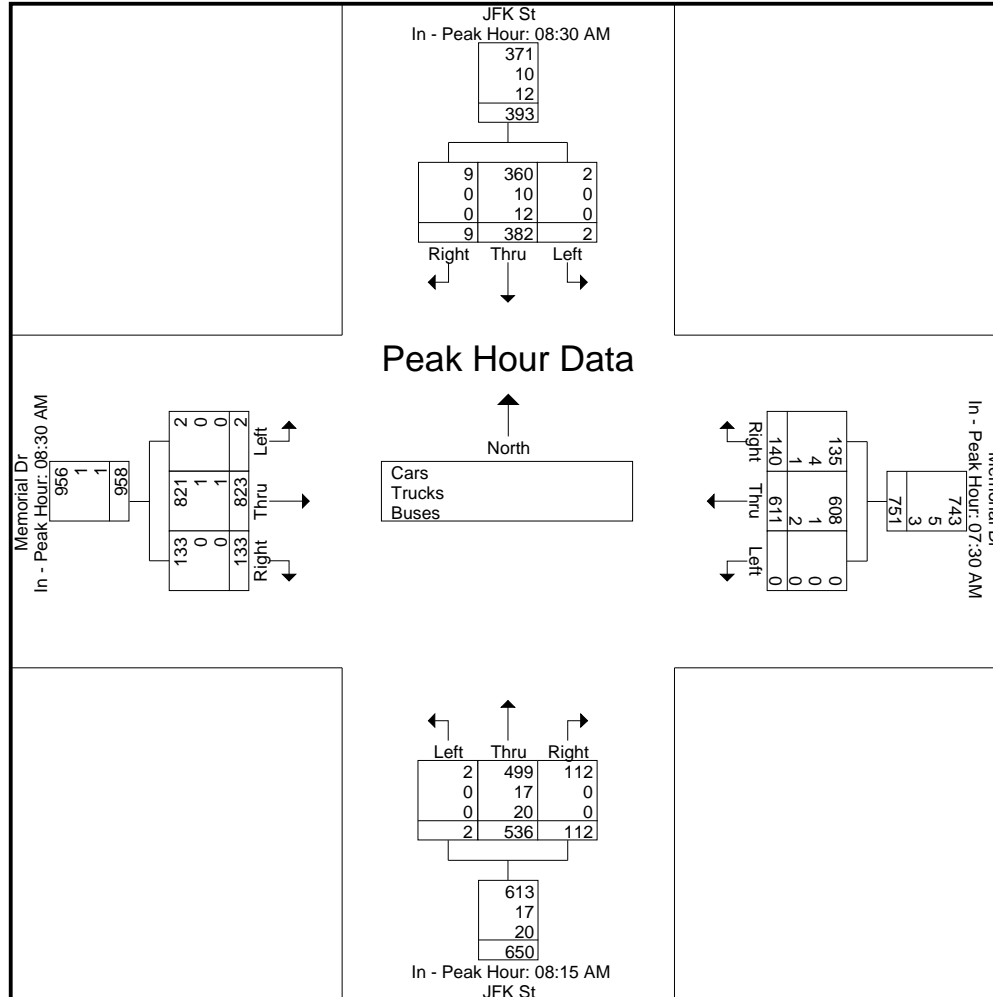 JFK St
In - Peak Hour: 08:30 AM
371
10
12
393
9 360 2
0 10 0
0 12 0
9 382 2
Right Thru Left
Peak Hour Data
North
Cars
Trucks
Buses
Memorial Dr
In - Peak Hour: 08:30 AM
956
1
1
958
2 0 0 2
821 1 1 823
133 0 0 133
Left
Thru
Right
Right
Thru
Left
135 4 1 140
608 1 2 611
0 0 0 0
743
5
3
751
In - Peak Hour: 07:30 AM
Left Thru Right
2 499 112
0 17 0
0 20 0
2 536 112
613
17
20
650
In - Peak Hour: 08:15 AM
JFK St